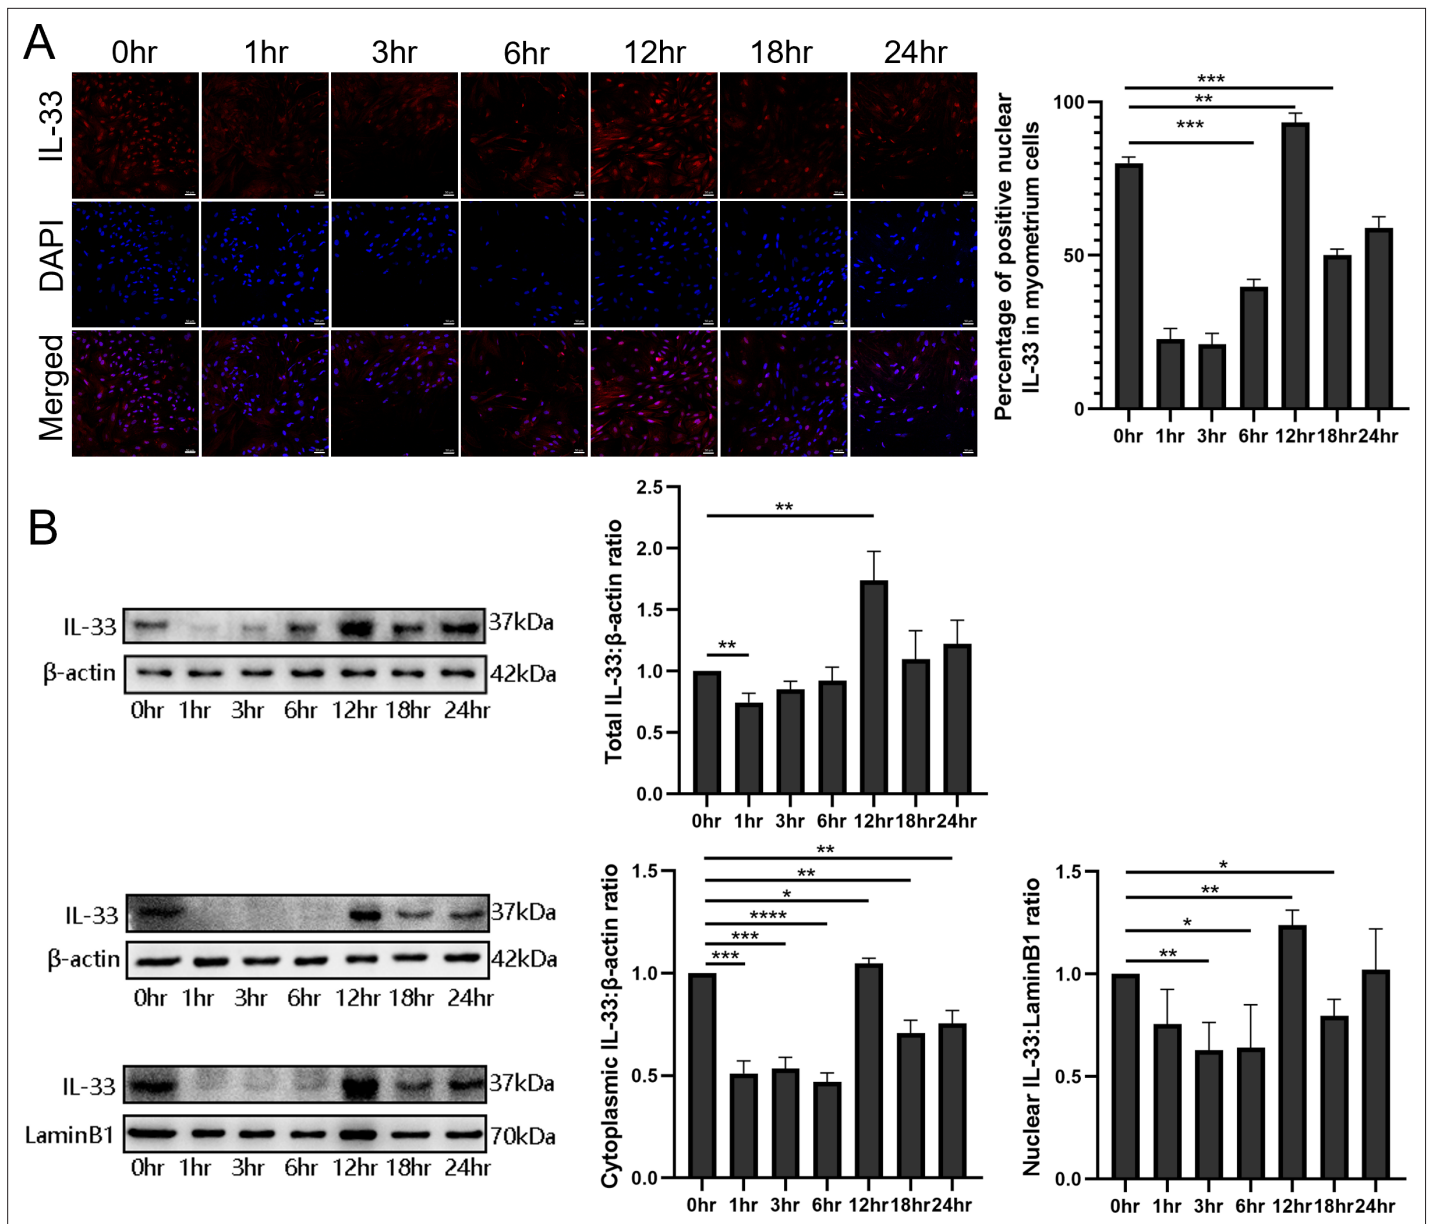 A
0hr 1hr 3hr 6hr 12hr 18hr 24hr
IL-33
DAPI
Merged
Percentage of positive nuclear
IL-33 in myometrium cells
100
50
0
***
**
***
0hr 1hr 3hr 6hr 12hr 18hr 24hr
B
IL-33 37kDa
β-actin 42kDa
0hr 1hr 3hr 6hr 12hr 18hr 24hr
Total IL-33:β-actin ratio
2.5
2.0
1.5
1.0
0.5
0.0
**
**
0hr 1hr 3hr 6hr 12hr 18hr 24hr
IL-33 37kDa
β-actin 42kDa
0hr 1hr 3hr 6hr 12hr 18hr 24hr
IL-33 37kDa
LaminB1 70kDa
0hr 1hr 3hr 6hr 12hr 18hr 24hr
Cytoplasmic IL-33:β-actin ratio
1.5
1.0
0.5
0.0
**
**
*
****
***
***
0hr 1hr 3hr 6hr 12hr 18hr 24hr
Nuclear IL-33:LaminB1 ratio
1.5
1.0
0.5
0.0
*
**
*
**
0hr 1hr 3hr 6hr 12hr 18hr 24hr